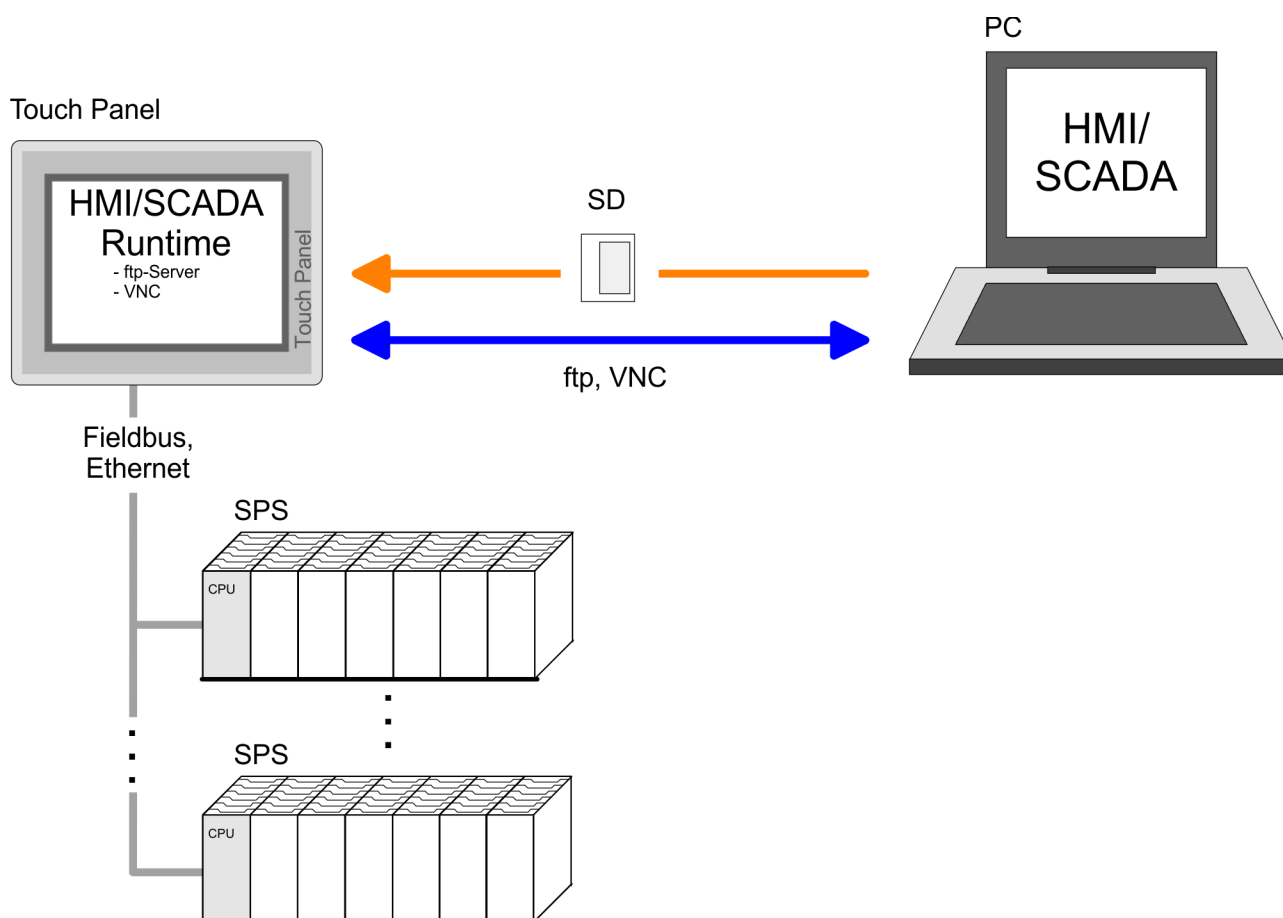 PC
Touch Panel
HMI/SCADA
Runtime
- ftp-Server
- VNC
Touch Panel
SD
HMI/
SCADA
ftp, VNC
Fieldbus,
Ethernet
SPS
CPU
SPS
CPU